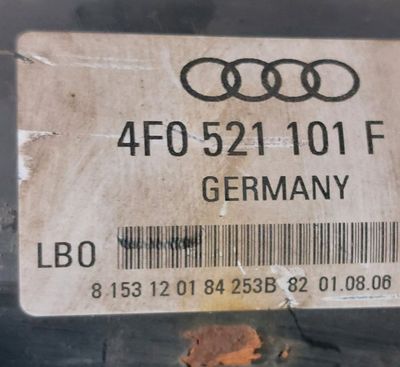 4F0 521 101 F
GERMANY
LBO
8 153 12 01 84 253B 82 01.08.06